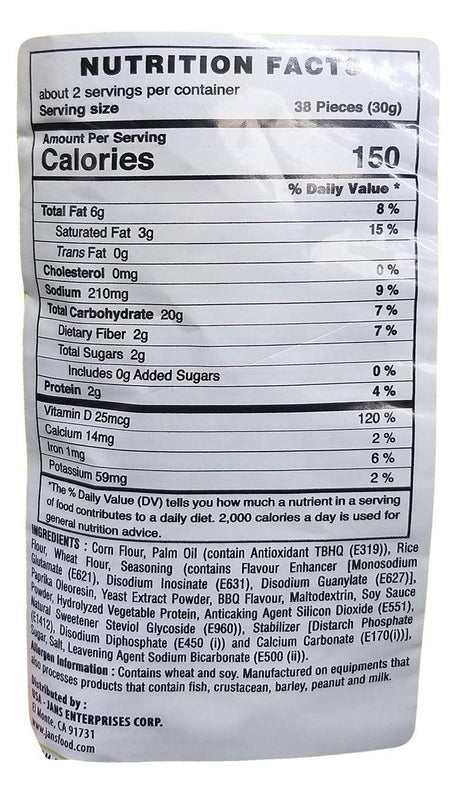 NUTRITION FACTS
about 2 servings per container
Serving size 38 Pieces (30g)
Amount Per Serving
Calories 150
% Daily Value *
Total Fat 6g 8 %
Saturated Fat 3g 15 %
Trans Fat 0g
Cholesterol 0mg 0 %
Sodium 210mg 9 %
Total Carbohydrate 20g 7 %
Dietary Fiber 2g 7 %
Total Sugars 2g
Includes 0g Added Sugars 0 %
Protein 2g 4 %
Vitamin D 25mcg 120 %
Calcium 14mg 2 %
Iron 1mg 6 %
Potassium 59mg 2 %
*The % Daily Value (DV) tells you how much a nutrient in a serving
of food contributes to a daily diet. 2,000 calories a day is used for
general nutrition advice.
INGREDIENTS : Corn Flour, Palm Oil (contain Antioxidant TBHQ (E319)), Rice
Flour, Wheat Flour, Seasoning (contains Flavour Enhancer [Monosodium
Glutamate (E621), Disodium Inosinate (E631), Disodium Guanylate (E627)],
Paprika Oleoresin, Yeast Extract Powder, BBQ Flavour, Maltodextrin, Soy Sauce
Powder, Hydrolyzed Vegetable Protein, Anticaking Agent Silicon Dioxide (E551),
Natural Sweetener Steviol Glycoside (E960)), Stabilizer [Distarch Phosphate
(E1412), Disodium Diphosphate (E450 (i)) and Calcium Carbonate (E170(i))],
Sugar, Salt, Leavening Agent Sodium Bicarbonate (E500 (ii)).
Allergen Information : Contains wheat and soy. Manufactured on equipments that
also processes products that contain fish, crustacean, barley, peanut and milk.
Distributed by :
USA - JANS ENTERPRISES CORP.
El Monte, CA 91731
www.jansfood.com